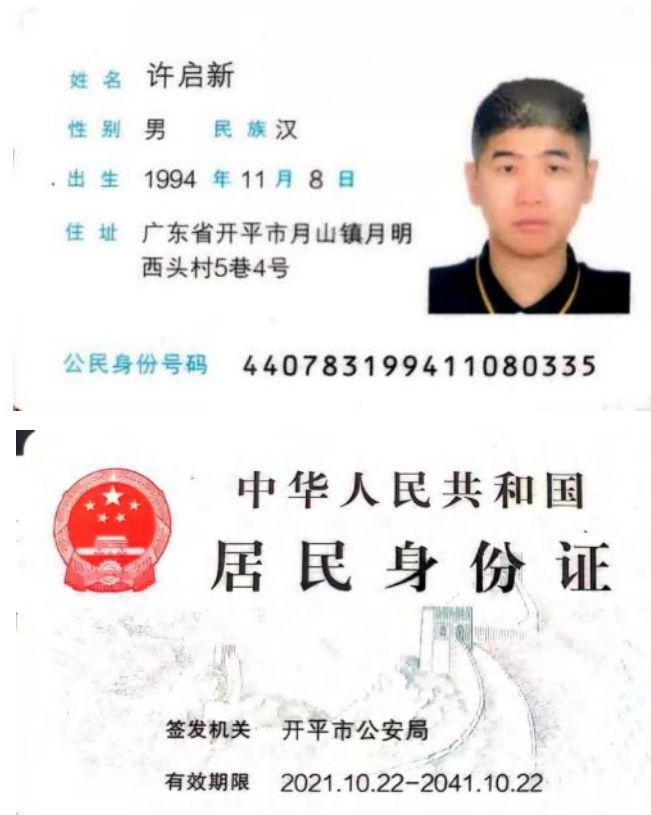 姓名 许启新
性别 男 民族 汉
出生 1994 年 11 月 8 日
住址 广东省开平市月山镇月明
西头村5巷4号
公民身份号码 440783199411080335
中华人民共和国
居民身份证
签发机关 开平市公安局
有效期限 2021.10.22-2041.10.22